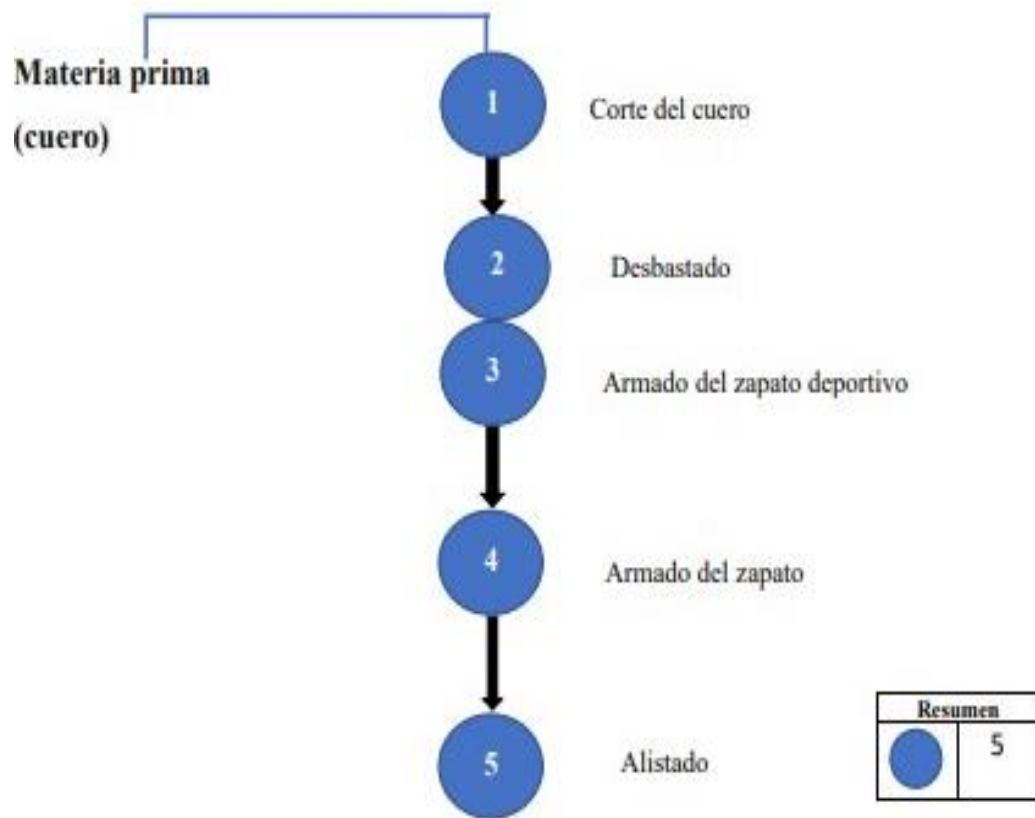 Materia prima
(cuero)
1
Corte del cuero
2
Desbastado
3
Armado del zapato deportivo
4
Armado del zapato
5
Alistado
Resumen
5